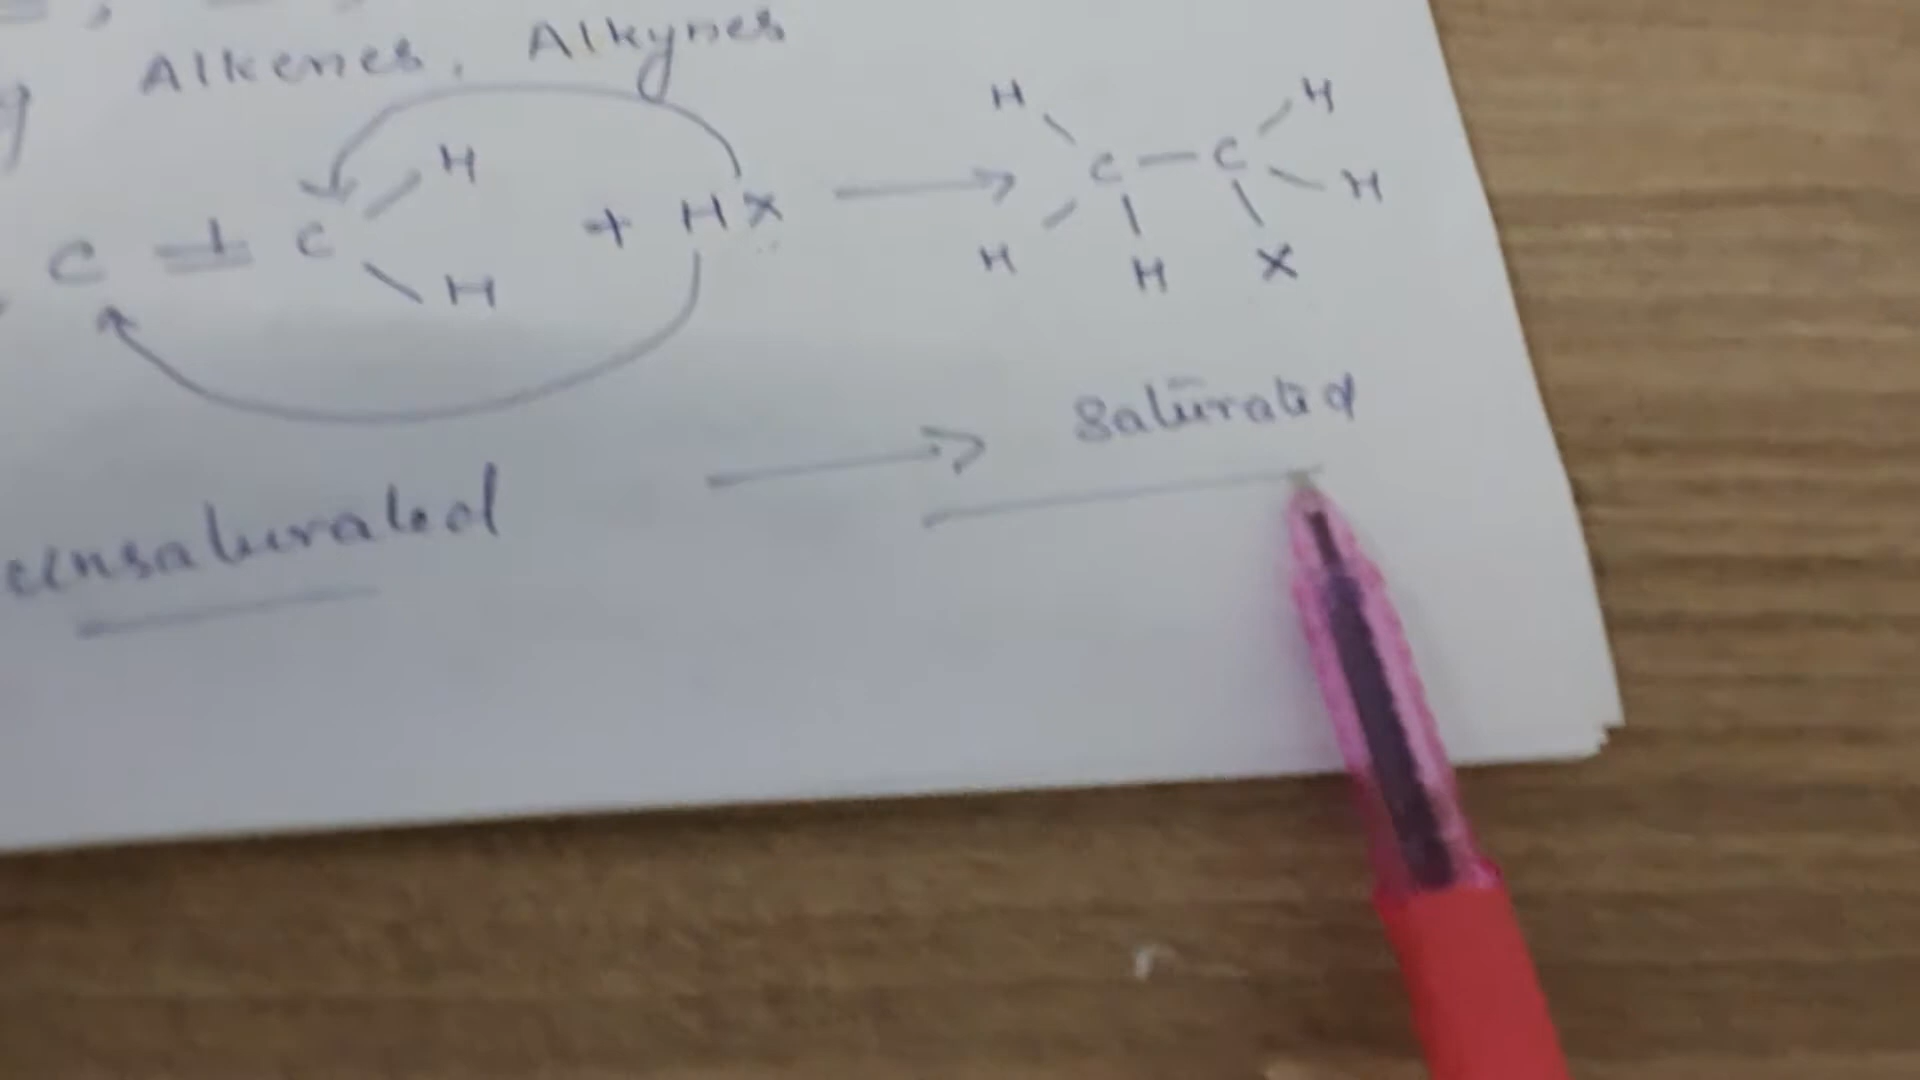 Alkenes, Alkynes
H H H
C = C + HX → C — C H
H H H X
unsaturated → saturated